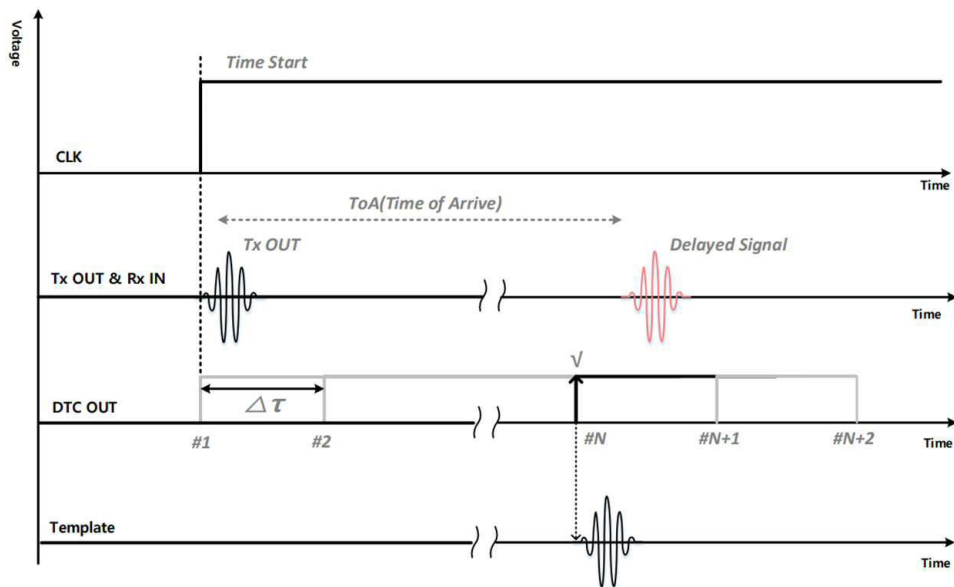 Voltage
Time Start
CLK
Time
ToA(Time of Arrive)
Tx OUT
Delayed Signal
Tx OUT & Rx IN
Time
√
△τ
DTC OUT
#1
#2
#N
#N+1
#N+2
Time
Template
Time